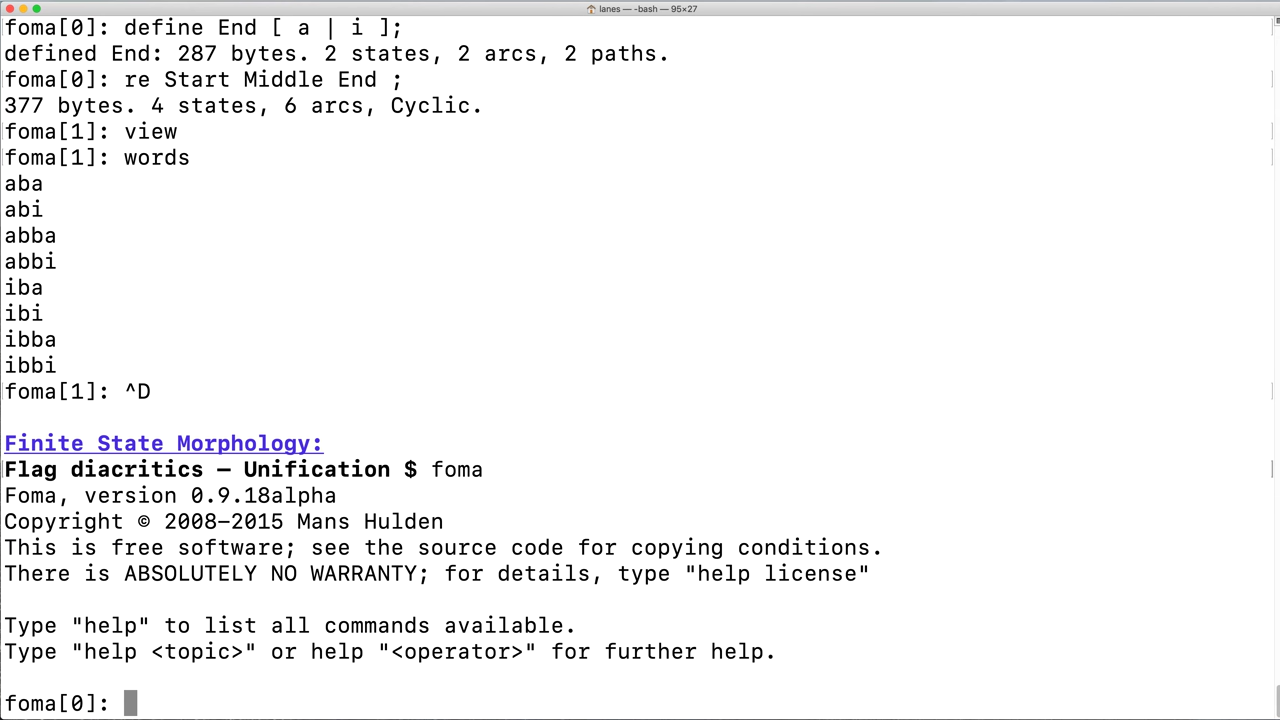 lanes — -bash — 95×27
foma[0]: define End [ a | i ];
defined End: 287 bytes. 2 states, 2 arcs, 2 paths.
foma[0]: re Start Middle End ;
377 bytes. 4 states, 6 arcs, Cyclic.
foma[1]: view
foma[1]: words
aba
abi
abba
abbi
iba
ibi
ibba
ibbi
foma[1]: ^D
Finite State Morphology:
Flag diacritics – Unification $ foma
Foma, version 0.9.18alpha
Copyright © 2008–2015 Mans Hulden
This is free software; see the source code for copying conditions.
There is ABSOLUTELY NO WARRANTY; for details, type "help license"
Type "help" to list all commands available.
Type "help <topic>" or help "<operator>" for further help.
foma[0]: